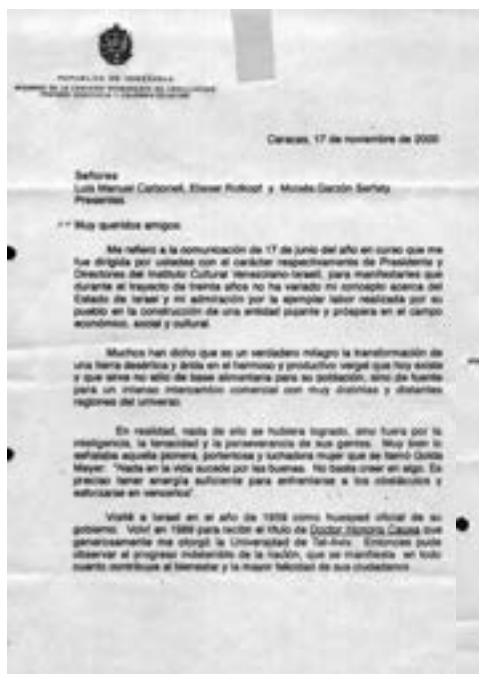 REPUBLICA DE VENEZUELA
Caracas, 17 de noviembre de 2000
Señores
Luis Manuel Carbonell, Elieser Rotkopf y Moisés Garzón Serfaty
Presentes
Muy queridos amigos:
Me refiero a la comunicación de 17 de junio del año en curso que me
fue dirigida por ustedes con el carácter respectivamente de Presidente y
Directores del Instituto Cultural Venezolano-Israelí, para manifestarles que
durante el trayecto de treinta años no ha variado mi concepto acerca del
Estado de Israel y mi admiración por la ejemplar labor realizada por su
pueblo en la construcción de una entidad pujante y próspera en el campo
económico, social y cultural.
Muchos han dicho que es un verdadero milagro la transformación de
una tierra desértica y árida en el hermoso y productivo vergel que hoy existe
y que sirve no sólo de base alimentaria para su población, sino de fuente
para un intenso intercambio comercial con muy distintas y distantes
regiones del universo.
En realidad, nada de ello se hubiera logrado, sino fuera por la
inteligencia, la tenacidad y la perseverancia de sus gentes. Muy bien lo
señalaba aquella pionera, portentosa y luchadora mujer que se llamó Golda
Meyer: "Nada en la vida sucede por las buenas. No basta creer en algo. Es
preciso tener energía suficiente para enfrentarse a los obstáculos y
esforzarse en vencerlos".
Visité a Israel en el año de 1959 como huésped oficial de su
gobierno. Volví en 1989 para recibir el título de Doctor Honoris Causa que
generosamente me otorgó la Universidad de Tel-Aviv. Entonces pude
observar el progreso indetenible de la nación, que se manifiesta en todo
cuanto contribuye al bienestar y la mayor felicidad de sus ciudadanos